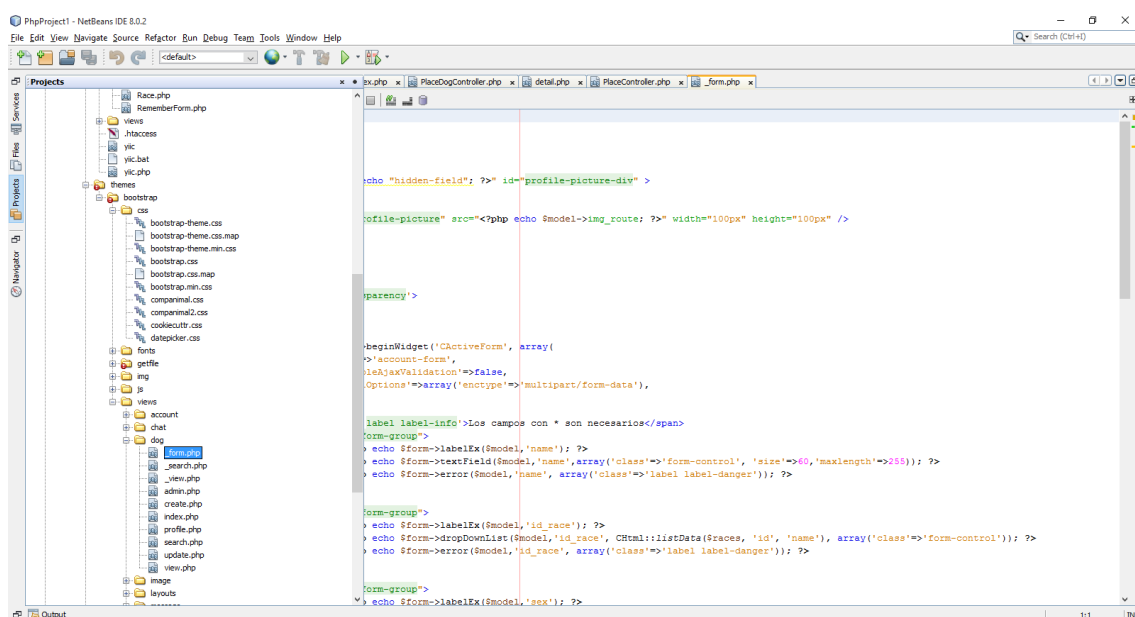 PhpProject1 - NetBeans IDE 8.0.2
File Edit View Navigate Source Refactor Run Debug Team Tools Window Help
Search (Ctrl+I)
<default>
Projects
ex.php PlaceDogController.php detail.php PlaceController.php _form.php
Services
Files
Projects
Navigator
Race.php
RememberForm.php
views
.htaccess
yiic
yiic.bat
yiic.php
themes
bootstrap
css
bootstrap-theme.css
bootstrap-theme.css.map
bootstrap-theme.min.css
bootstrap.css
bootstrap.css.map
bootstrap.min.css
companimal.css
companimal2.css
cookiecuttr.css
datepicker.css
fonts
getfile
img
js
views
account
chat
dog
_form.php
_search.php
_view.php
admin.php
create.php
index.php
profile.php
search.php
update.php
view.php
image
layouts
echo "hidden-field"; ?>" id="profile-picture-div" >
ofile-picture" src="<?php echo $model->img_route; ?>" width="100px" height="100px" />
sparency'>
beginWidget('CActiveForm', array(
>'account-form',
leAjaxValidation'=>false,
Options'=>array('enctype'=>'multipart/form-data'),
label label-info'>Los campos con * son necesarios</span>
form-group">
echo $form->labelEx($model,'name'); ?>
echo $form->textField($model,'name',array('class'=>'form-control', 'size'=>60,'maxlength'=>255)); ?>
echo $form->error($model,'name', array('class'=>'label label-danger')); ?>
form-group">
echo $form->labelEx($model,'id_race'); ?>
echo $form->dropDownList($model,'id_race', CHtml::listData($races, 'id', 'name'), array('class'=>'form-control')); ?>
echo $form->error($model,'id_race', array('class'=>'label label-danger')); ?>
form-group">
echo $form->labelEx($model,'sex'); ?>
Output
1:1 IN